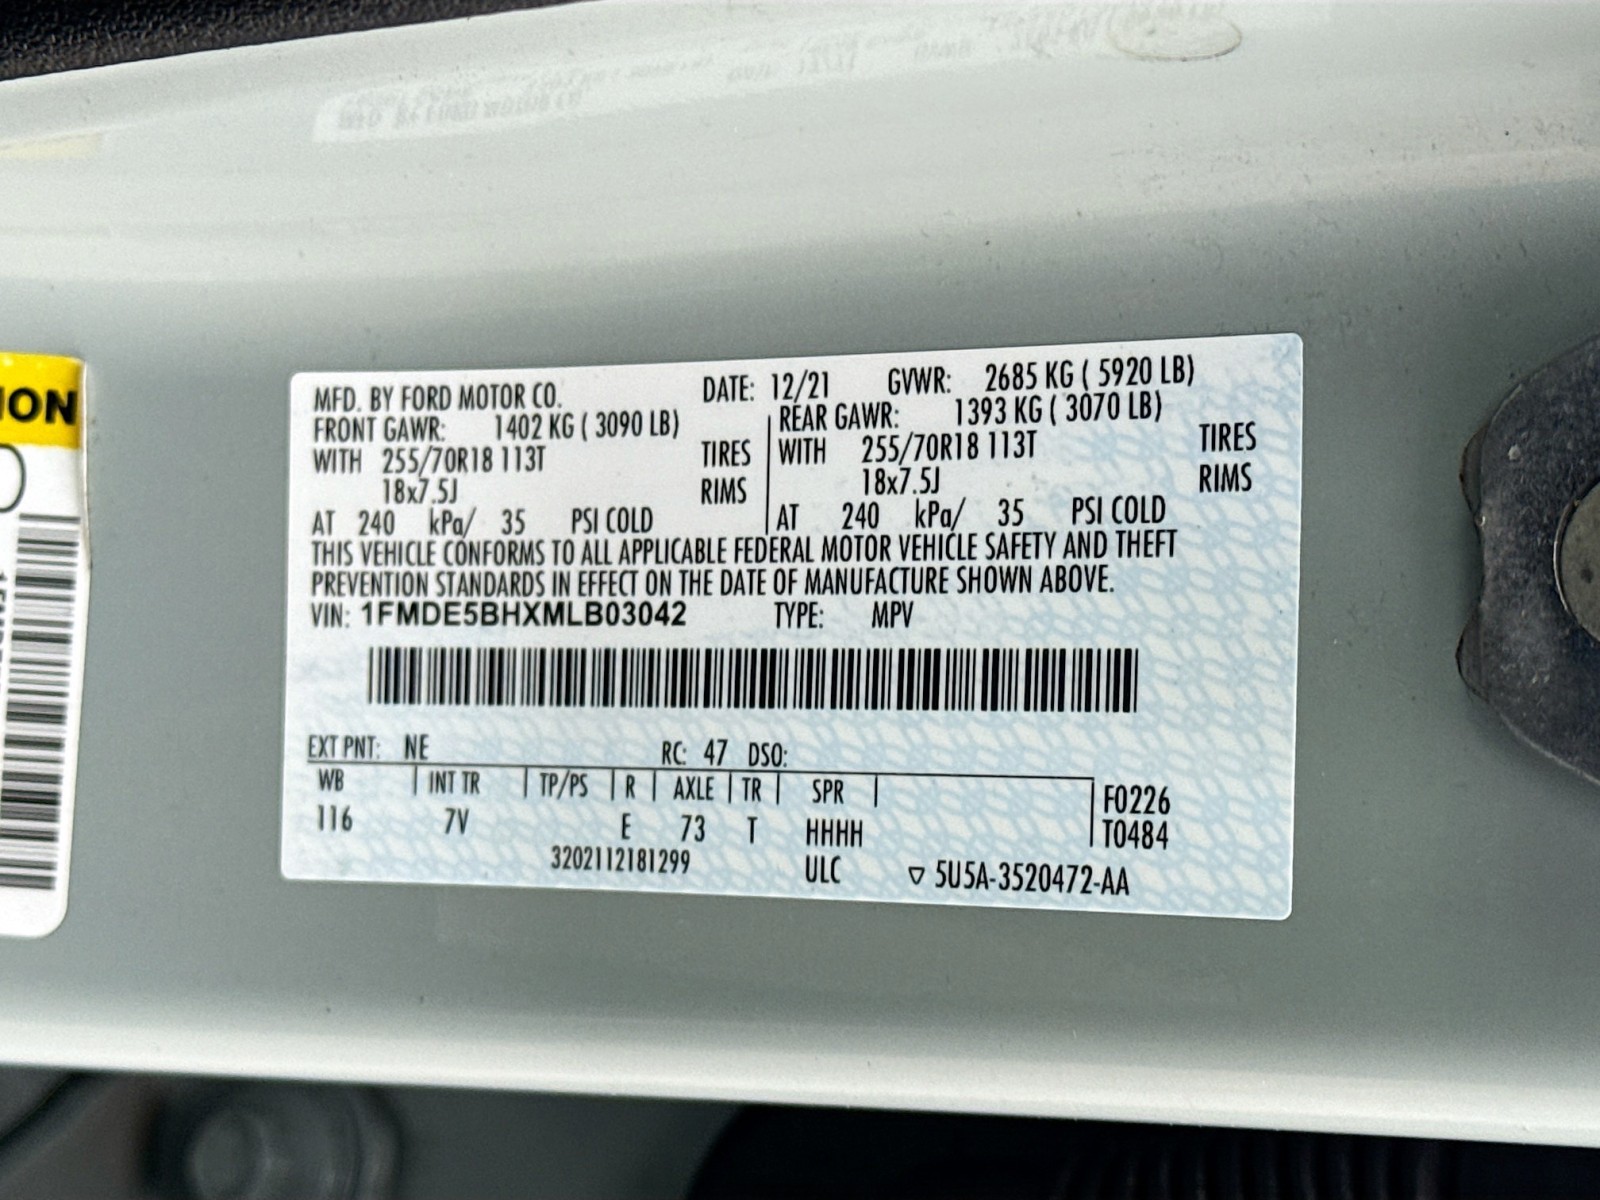 MFD. BY FORD MOTOR CO. DATE: 12/21 GVWR: 2685 KG ( 5920 LB)
FRONT GAWR: 1402 KG ( 3090 LB) REAR GAWR: 1393 KG ( 3070 LB)
WITH 255/70R18 113T TIRES WITH 255/70R18 113T TIRES
18x7.5J RIMS 18x7.5J RIMS
AT 240 kPa/ 35 PSI COLD AT 240 kPa/ 35 PSI COLD
THIS VEHICLE CONFORMS TO ALL APPLICABLE FEDERAL MOTOR VEHICLE SAFETY AND THEFT
PREVENTION STANDARDS IN EFFECT ON THE DATE OF MANUFACTURE SHOWN ABOVE.
VIN: 1FMDE5BHXMLB03042 TYPE: MPV
EXT PNT: NE RC: 47 DSO:
WB INT TR TP/PS R AXLE TR SPR F0226
116 7V E 73 T HHHH T0484
3202112181299 ULC ▽ 5U5A-3520472-AA
ION